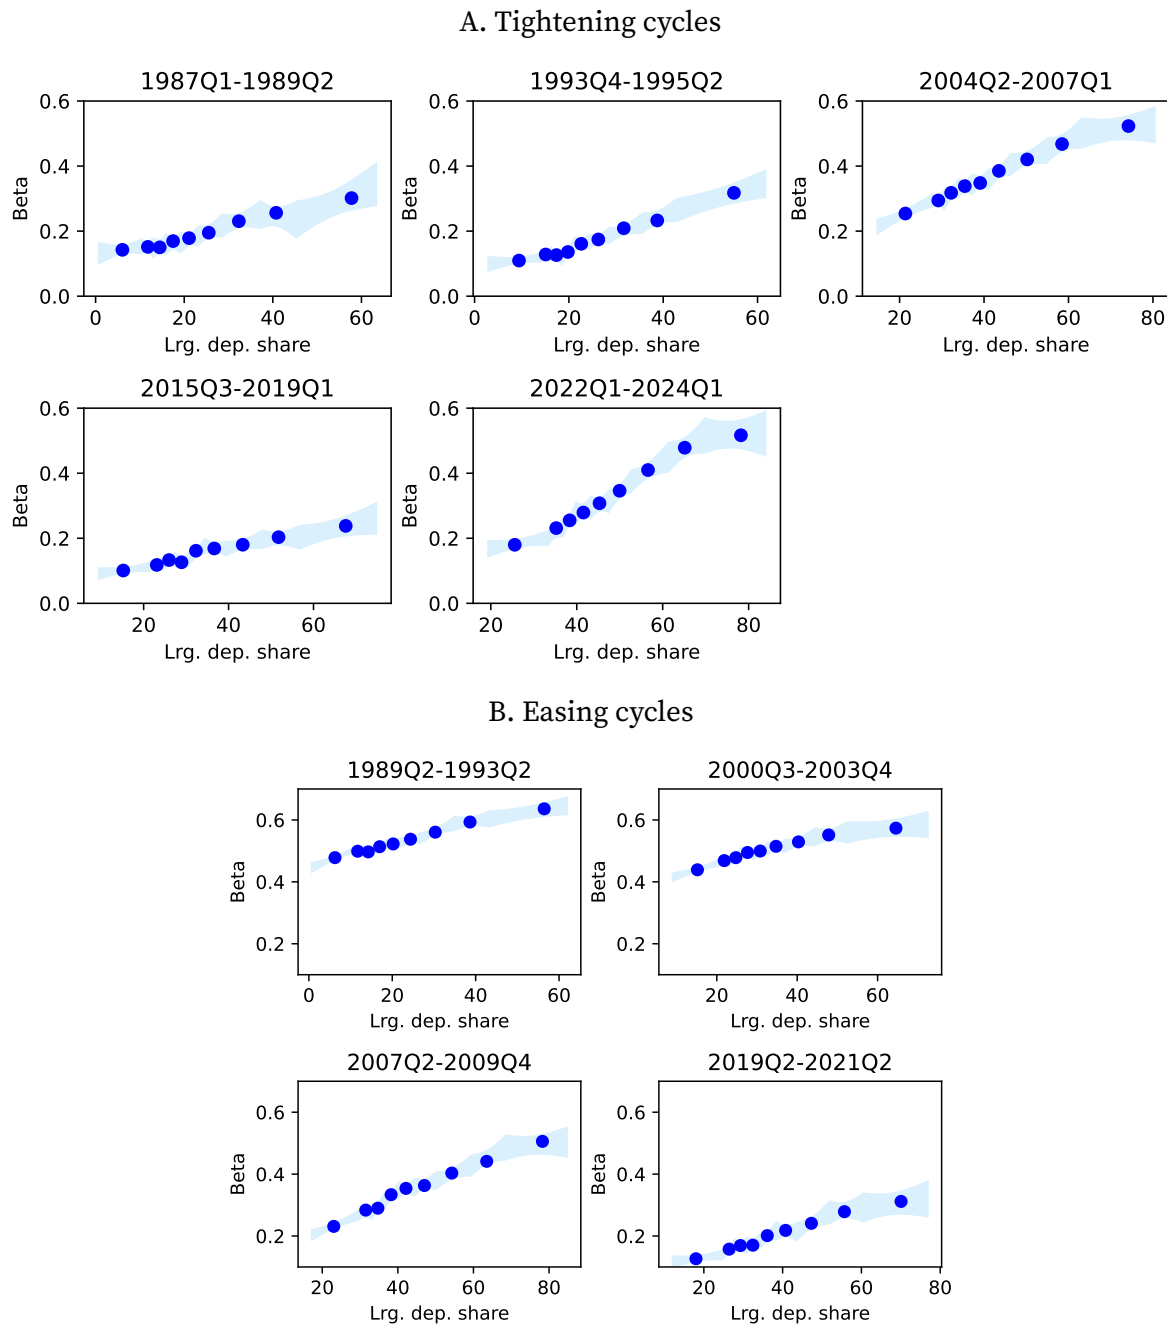 A. Tightening cycles
1987Q1-1989Q2
0.6
0.4
0.2
0.0
Beta
0 20 40 60
Lrg. dep. share
1993Q4-1995Q2
0.6
0.4
0.2
0.0
Beta
0 20 40 60
Lrg. dep. share
2004Q2-2007Q1
0.6
0.4
0.2
0.0
Beta
20 40 60 80
Lrg. dep. share
2015Q3-2019Q1
0.6
0.4
0.2
0.0
Beta
20 40 60
Lrg. dep. share
2022Q1-2024Q1
0.6
0.4
0.2
0.0
Beta
20 40 60 80
Lrg. dep. share
B. Easing cycles
1989Q2-1993Q2
0.6
0.4
0.2
Beta
0 20 40 60
Lrg. dep. share
2000Q3-2003Q4
0.6
0.4
0.2
Beta
20 40 60
Lrg. dep. share
2007Q2-2009Q4
0.6
0.4
0.2
Beta
20 40 60 80
Lrg. dep. share
2019Q2-2021Q2
0.6
0.4
0.2
Beta
20 40 60 80
Lrg. dep. share